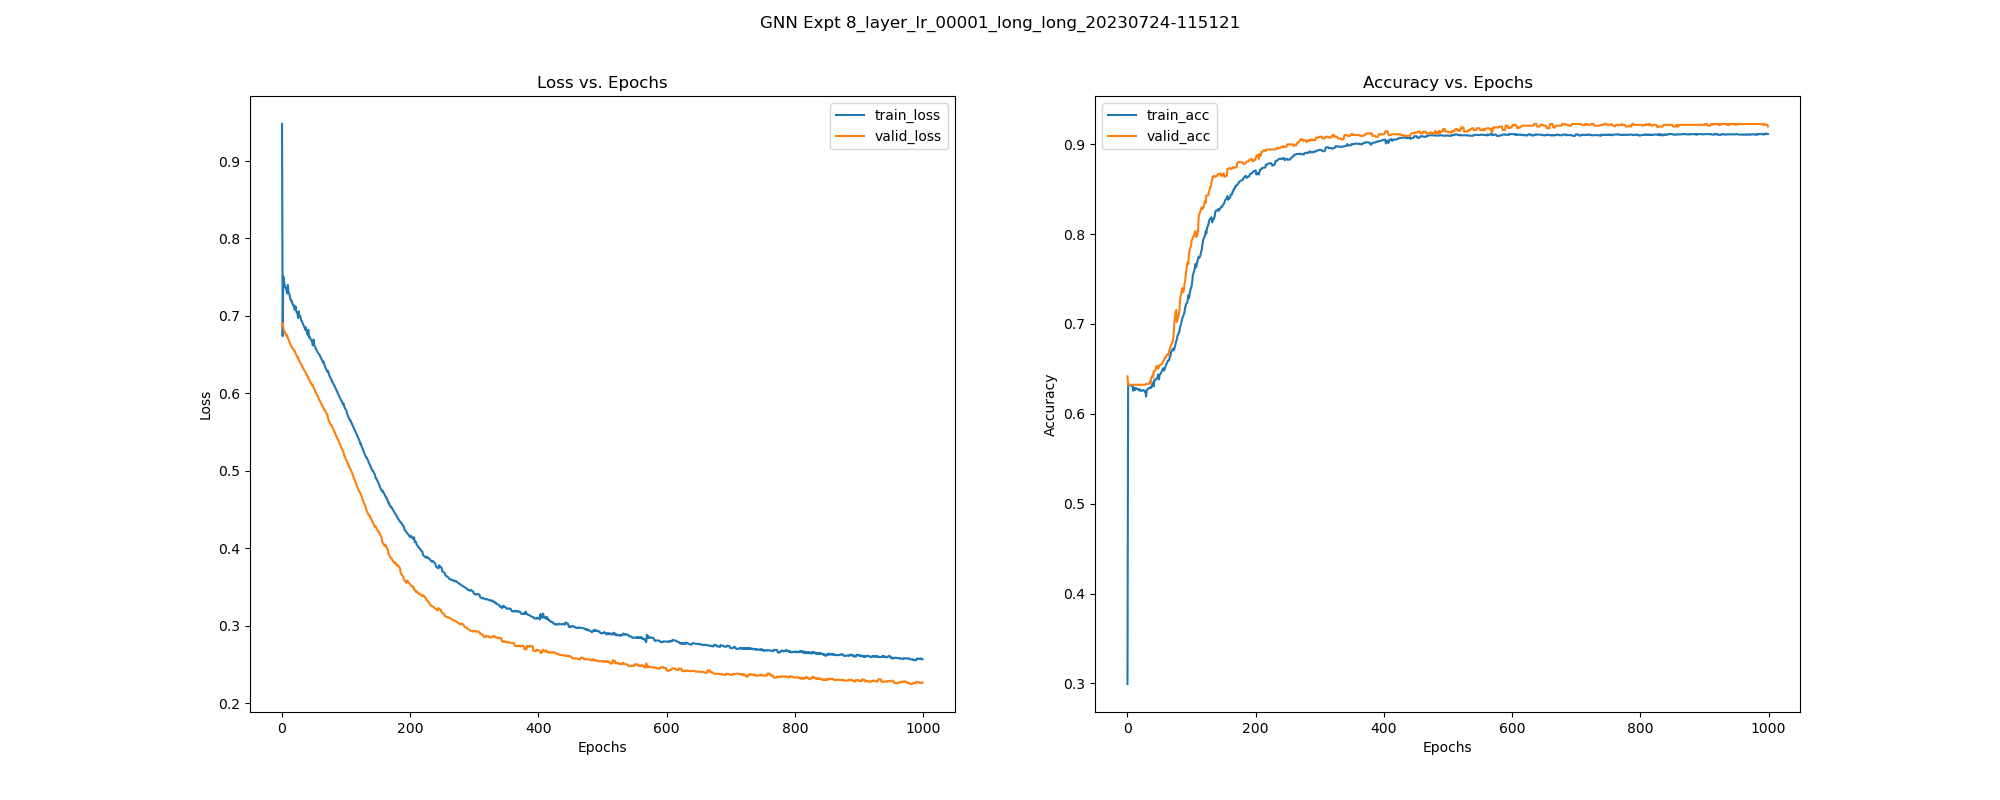 GNN Expt 8_layer_lr_00001_long_long_20230724-115121
Loss vs. Epochs
train_loss
valid_loss
0.9
0.8
0.7
0.6
0.5
0.4
0.3
0.2
Loss
0 200 400 600 800 1000
Epochs
Accuracy vs. Epochs
train_acc
valid_acc
0.9
0.8
0.7
0.6
0.5
0.4
0.3
Accuracy
0 200 400 600 800 1000
Epochs